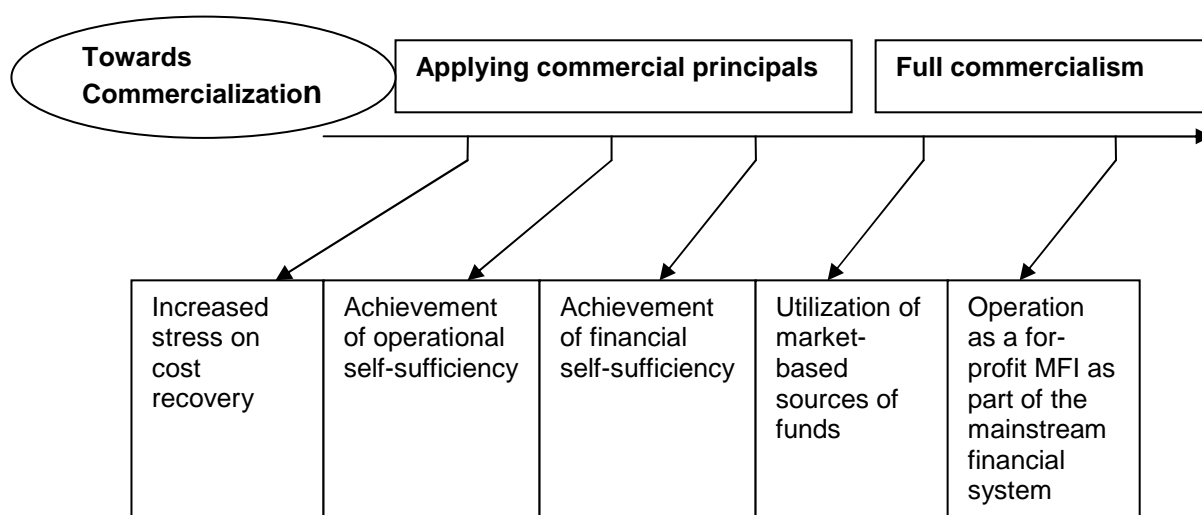 Towards
Commercialization
Applying commercial principals
Full commercialism
Increased
stress on
cost
recovery
Achievement
of operational
self-sufficiency
Achievement
of financial
self-sufficiency
Utilization of
market-
based
sources of
funds
Operation
as a for-
profit MFI as
part of the
mainstream
financial
system